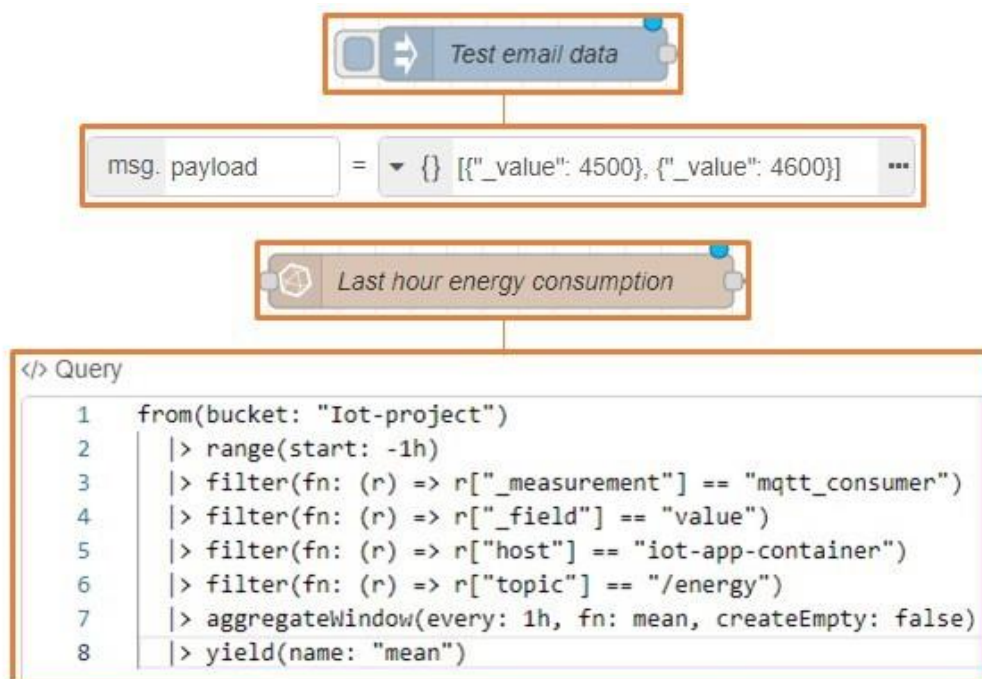 Test email data
msg. payload = {} [{"_value": 4500}, {"_value": 4600}] ...
Last hour energy consumption
</> Query
1 from(bucket: "Iot-project")
2 |> range(start: -1h)
3 |> filter(fn: (r) => r["_measurement"] == "mqtt_consumer")
4 |> filter(fn: (r) => r["_field"] == "value")
5 |> filter(fn: (r) => r["host"] == "iot-app-container")
6 |> filter(fn: (r) => r["topic"] == "/energy")
7 |> aggregateWindow(every: 1h, fn: mean, createEmpty: false)
8 |> yield(name: "mean")